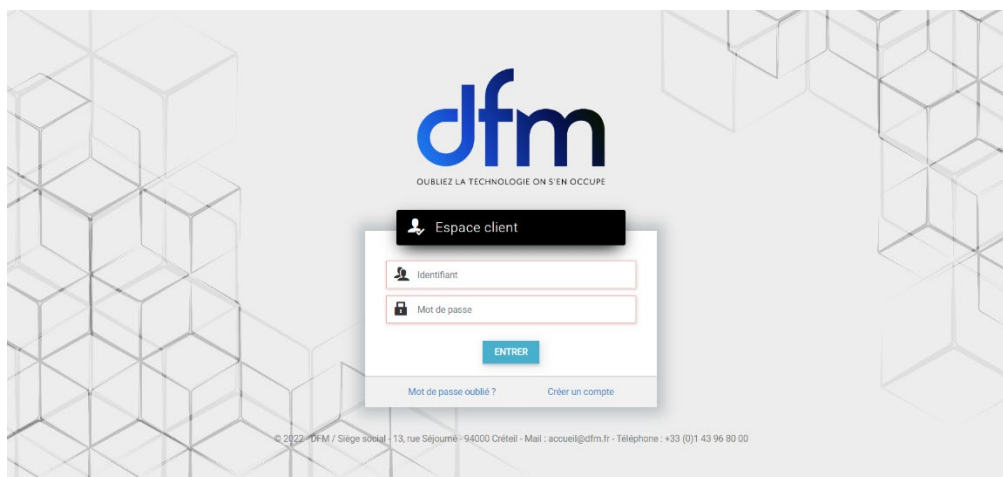 dfm
OUBLIEZ LA TECHNOLOGIE ON S'EN OCCUPE
Espace client
Identifiant
Mot de passe
ENTRER
Mot de passe oublié ? Créer un compte
© 2022 - DFM / Siège social - 13, rue Séjourné - 94000 Créteil - Mail : accueil@dfm.fr - Téléphone : +33 (0)1 43 96 80 00